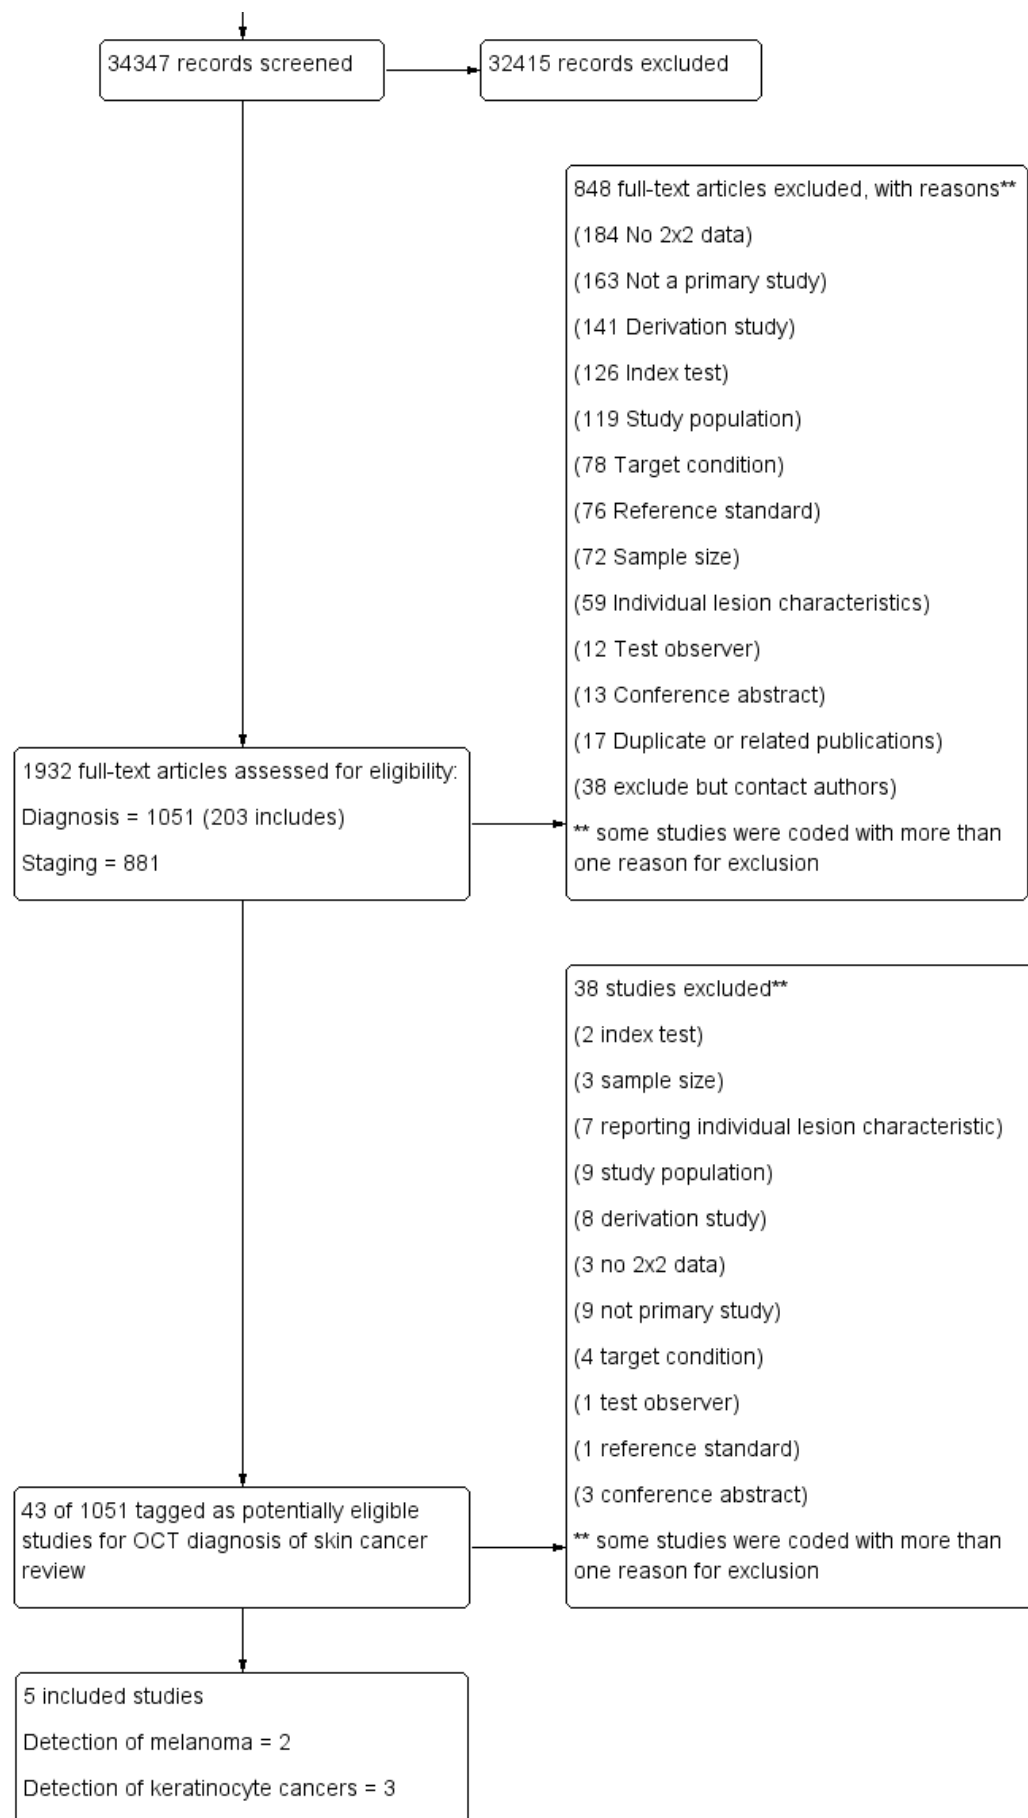 34347 records screened
32415 records excluded
848 full-text articles excluded, with reasons**
(184 No 2x2 data)
(163 Not a primary study)
(141 Derivation study)
(126 Index test)
(119 Study population)
(78 Target condition)
(76 Reference standard)
(72 Sample size)
(59 Individual lesion characteristics)
(12 Test observer)
(13 Conference abstract)
(17 Duplicate or related publications)
(38 exclude but contact authors)
** some studies were coded with more than
one reason for exclusion
1932 full-text articles assessed for eligibility:
Diagnosis = 1051 (203 includes)
Staging = 881
38 studies excluded**
(2 index test)
(3 sample size)
(7 reporting individual lesion characteristic)
(9 study population)
(8 derivation study)
(3 no 2x2 data)
(9 not primary study)
(4 target condition)
(1 test observer)
(1 reference standard)
(3 conference abstract)
** some studies were coded with more than
one reason for exclusion
43 of 1051 tagged as potentially eligible
studies for OCT diagnosis of skin cancer
review
5 included studies
Detection of melanoma = 2
Detection of keratinocyte cancers = 3